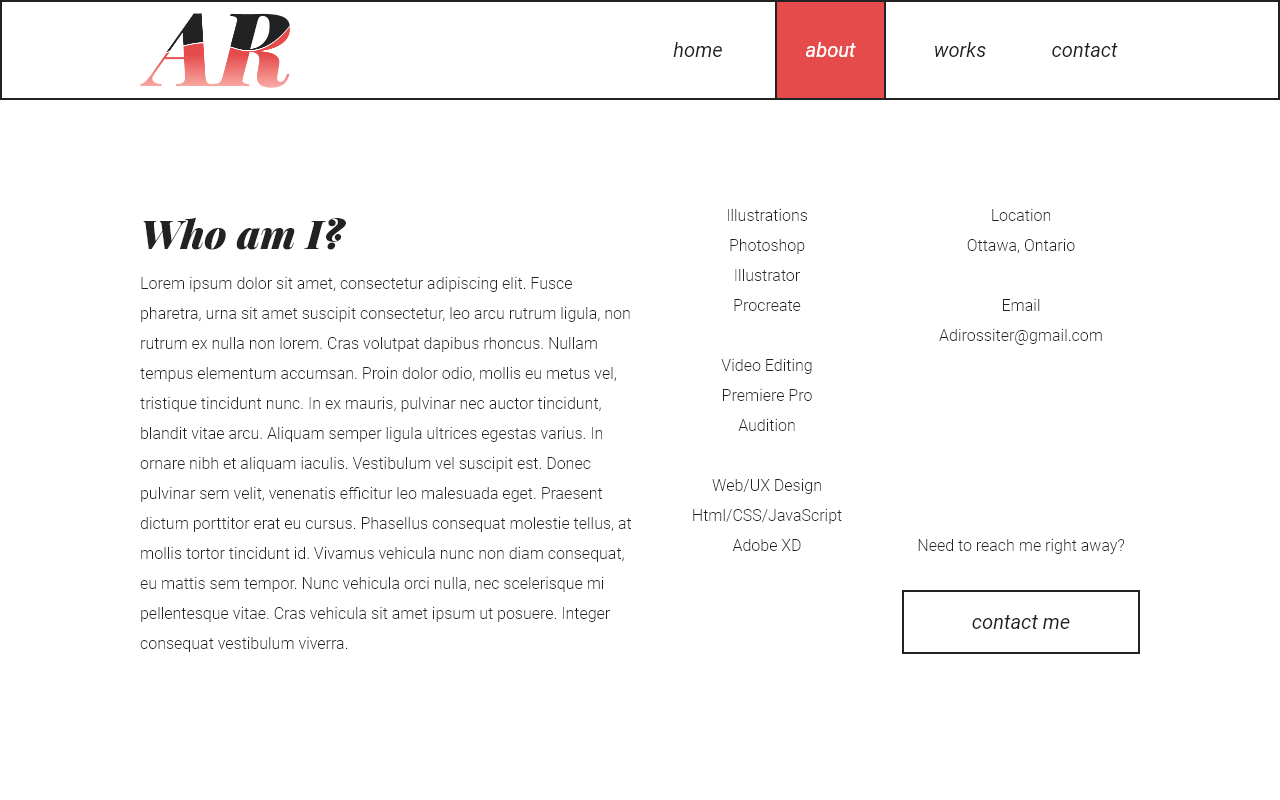 AR
home
about
works
contact
Who am I?
Lorem ipsum dolor sit amet, consectetur adipiscing elit. Fusce
pharetra, urna sit amet suscipit consectetur, leo arcu rutrum ligula, non
rutrum ex nulla non lorem. Cras volutpat dapibus rhoncus. Nullam
tempus elementum accumsan. Proin dolor odio, mollis eu metus vel,
tristique tincidunt nunc. In ex mauris, pulvinar nec auctor tincidunt,
blandit vitae arcu. Aliquam semper ligula ultrices egestas varius. In
ornare nibh et aliquam iaculis. Vestibulum vel suscipit est. Donec
pulvinar sem velit, venenatis efficitur leo malesuada eget. Praesent
dictum porttitor erat eu cursus. Phasellus consequat molestie tellus, at
mollis tortor tincidunt id. Vivamus vehicula nunc non diam consequat,
eu mattis sem tempor. Nunc vehicula orci nulla, nec scelerisque mi
pellentesque vitae. Cras vehicula sit amet ipsum ut posuere. Integer
consequat vestibulum viverra.
Illustrations
Photoshop
Illustrator
Procreate
Video Editing
Premiere Pro
Audition
Web/UX Design
Html/CSS/JavaScript
Adobe XD
Location
Ottawa, Ontario
Email
Adirossiter@gmail.com
Need to reach me right away?
contact me